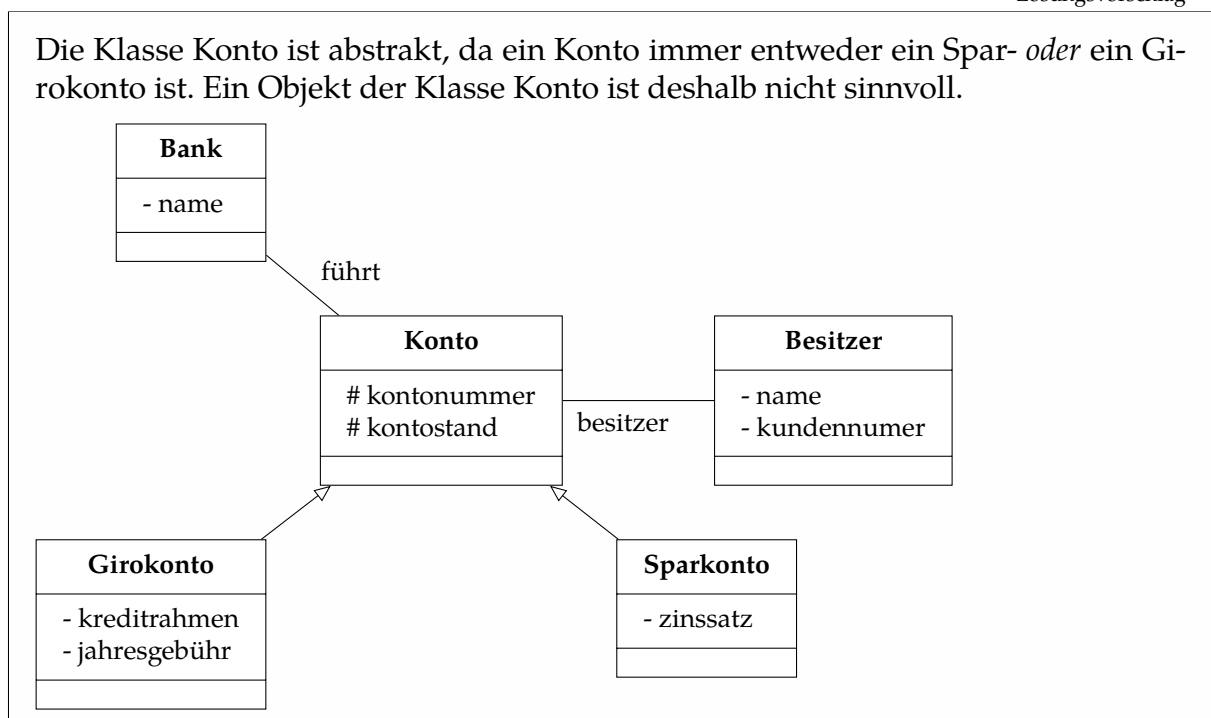 Die Klasse Konto ist abstrakt, da ein Konto immer entweder ein Spar- oder ein Gi-
rokonto ist. Ein Objekt der Klasse Konto ist deshalb nicht sinnvoll.
Bank
- name
führt
Konto
# kontonummer
# kontostand
besitzer
Besitzer
- name
- kundennumer
Girokonto
- kreditrahmen
- jahresgebühr
Sparkonto
- zinssatz